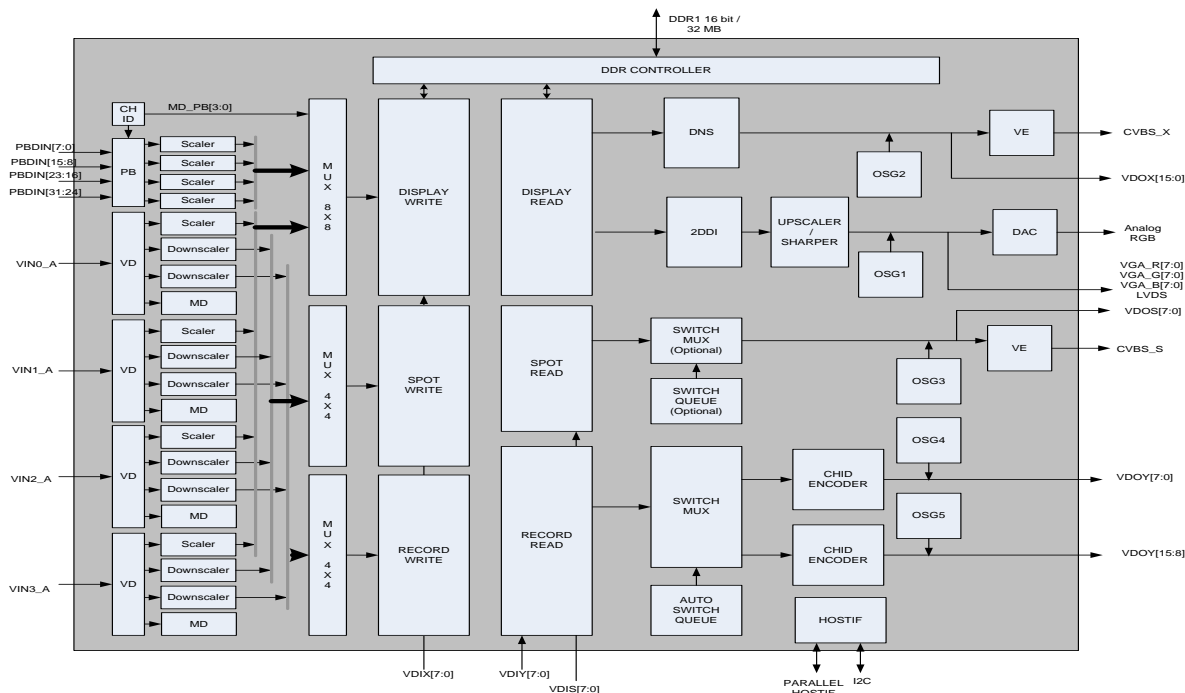 DDR1 16 bit /
32 MB
DDR CONTROLLER
CH
ID
MD_PB[3:0]
PBDIN[7:0]
PBDIN[15:8]
PBDIN[23:16]
PBDIN[31:24]
PB
Scaler
Scaler
Scaler
Scaler
VIN0_A
VD
Scaler
Downscaler
Downscaler
MD
VIN1_A
VD
Scaler
Downscaler
Downscaler
MD
VIN2_A
VD
Scaler
Downscaler
Downscaler
MD
VIN3_A
VD
Scaler
Downscaler
Downscaler
MD
M
U
X
8
X
8
M
U
X
4
X
4
M
U
X
4
X
4
DISPLAY
WRITE
SPOT
WRITE
RECORD
WRITE
DISPLAY
READ
SPOT
READ
RECORD
READ
DNS
OSG2
VE
CVBS_X
VDOX[15:0]
2DDI
UPSCALER
/
SHARPER
OSG1
DAC
Analog
RGB
VGA_R[7:0]
VGA_G[7:0]
VGA_B[7:0]
LVDS
VDOS[7:0]
SWITCH
MUX
(Optional)
SWITCH
QUEUE
(Optional)
OSG3
VE
CVBS_S
SWITCH
MUX
AUTO
SWITCH
QUEUE
CHID
ENCODER
OSG4
VDOY[7:0]
CHID
ENCODER
OSG5
VDOY[15:8]
HOSTIF
VDIX[7:0]
VDIY[7:0]
VDIS[7:0]
PARALLEL
HOSTIF
I2C